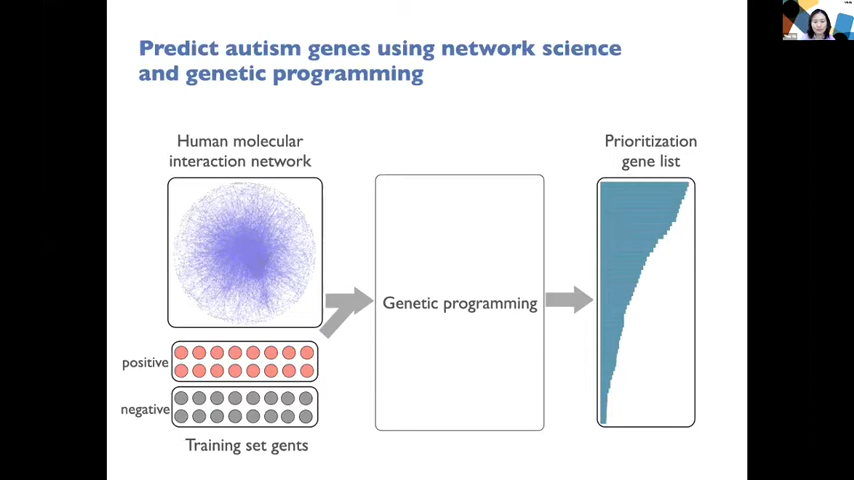 Predict autism genes using network science
and genetic programming
Human molecular
interaction network
Prioritization
gene list
Genetic programming
positive
negative
Training set gents